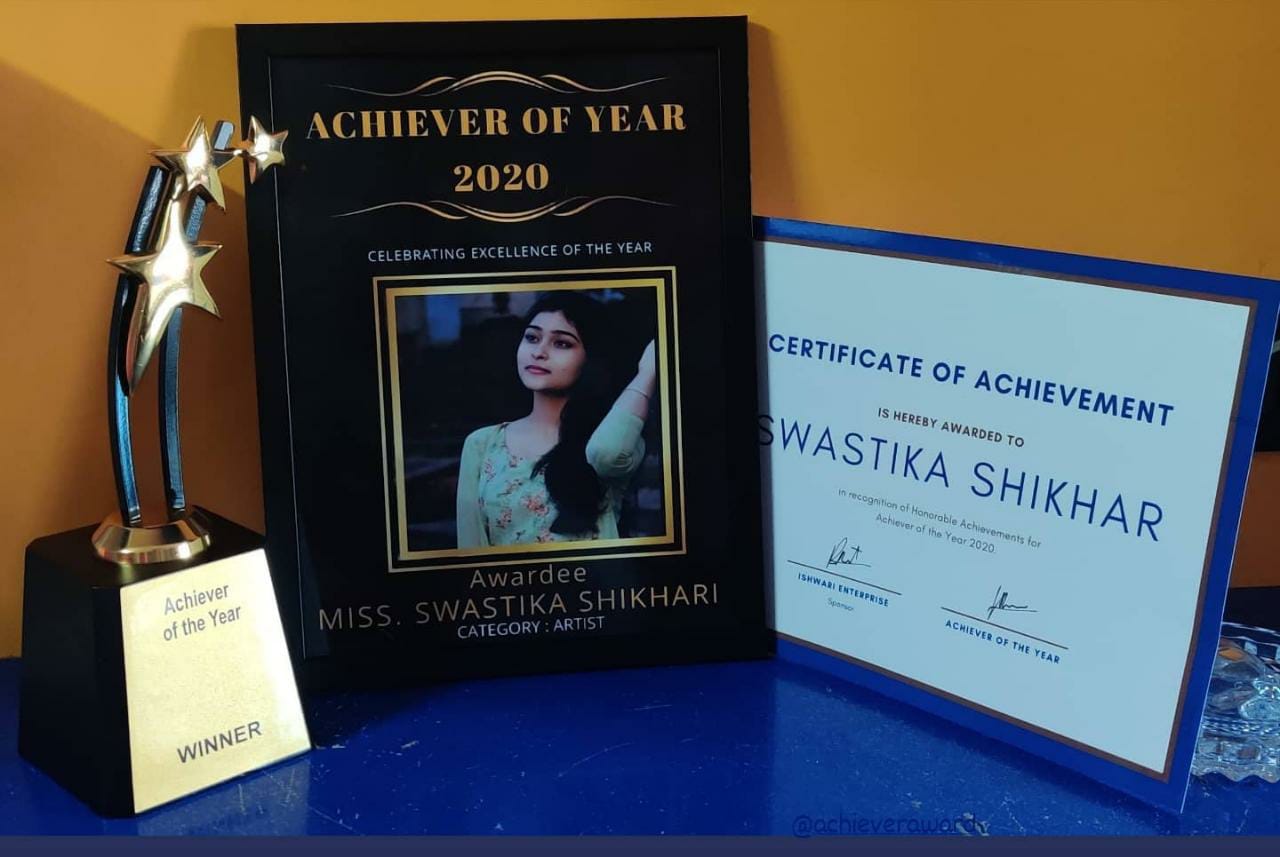 ACHIEVER OF YEAR
2020
CELEBRATING EXCELLENCE OF THE YEAR
Awardee
MISS. SWASTIKA SHIKHARI
CATEGORY : ARTIST
Achiever
of the Year
WINNER
CERTIFICATE OF ACHIEVEMENT
IS HEREBY AWARDED TO
SWASTIKA SHIKHAR
in recognition of Honorable Achievements for
Achiever of the Year 2020.
ISHWARI ENTERPRISE
Sponsor
ACHIEVER OF THE YEAR
@achieveraward